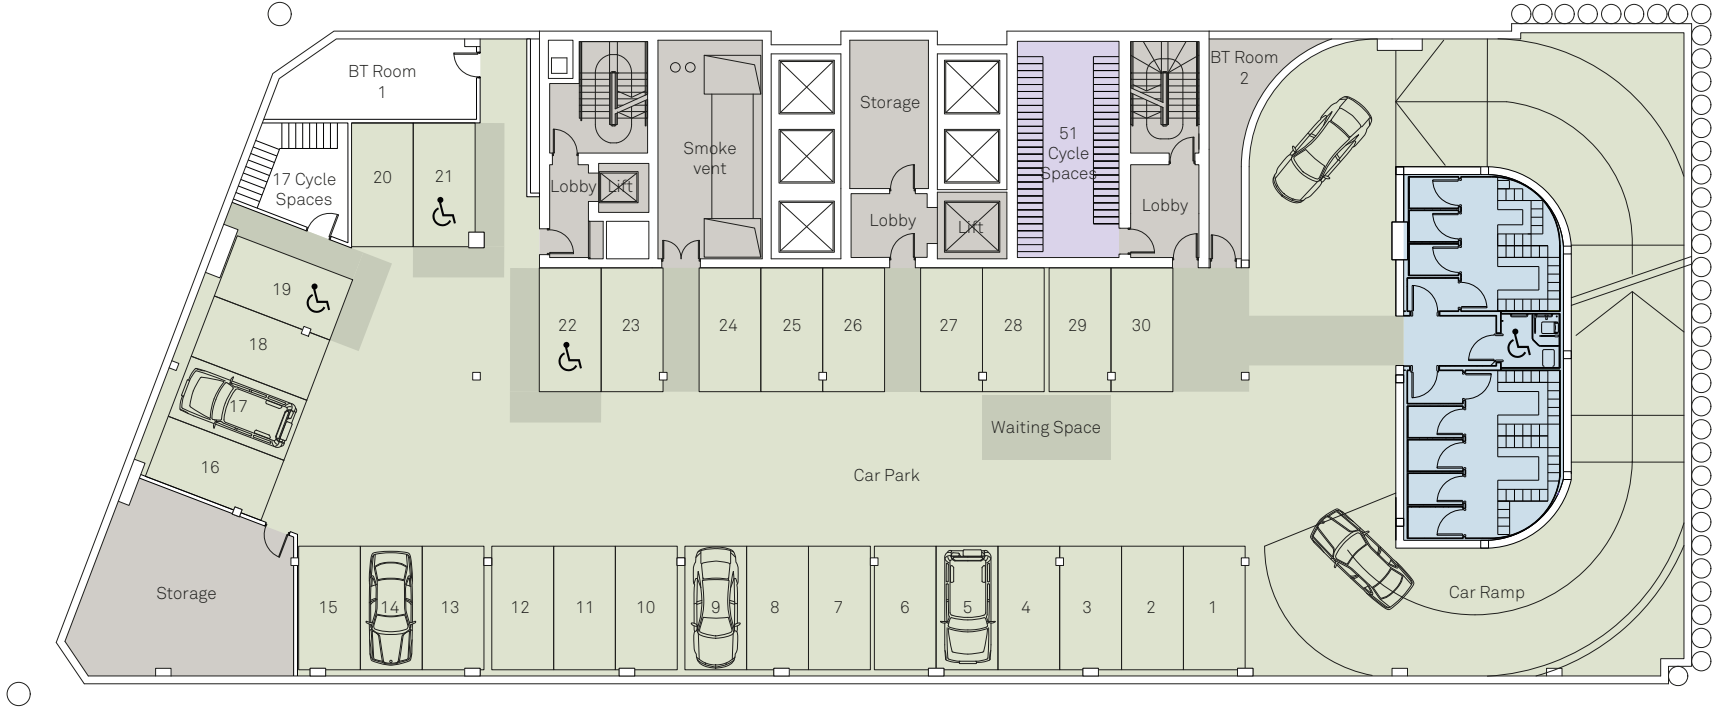 BT Room
1
BT Room
2
Storage
51
Cycle
Spaces
Smoke
vent
17 Cycle
Spaces
20
21
Lobby
Lift
Lobby
Lobby
Lift
19
18
17
16
22
23
24
25
26
27
28
29
30
Waiting Space
Car Park
Storage
15
14
13
12
11
10
9
8
7
6
5
4
3
2
1
Car Ramp